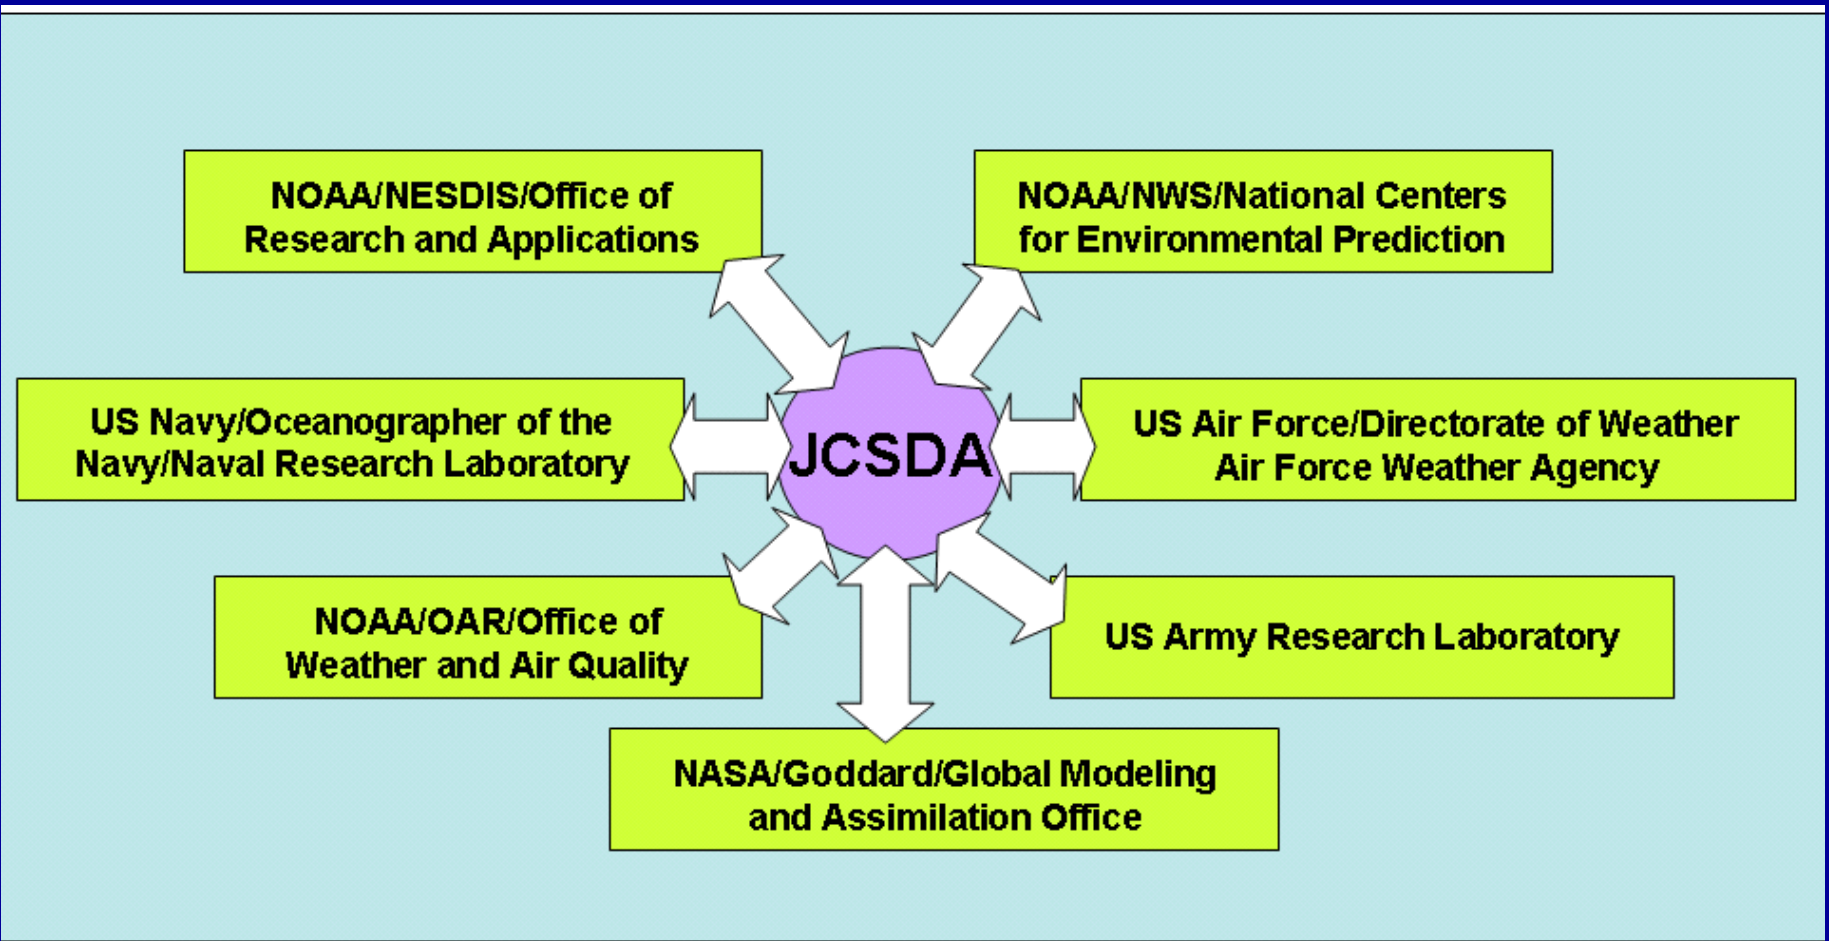 NOAA/NESDIS/Office of
Research and Applications
NOAA/NWS/National Centers
for Environmental Prediction
US Navy/Oceanographer of the
Navy/Naval Research Laboratory
JCSDA
US Air Force/Directorate of Weather
Air Force Weather Agency
NOAA/OAR/Office of
Weather and Air Quality
US Army Research Laboratory
NASA/Goddard/Global Modeling
and Assimilation Office